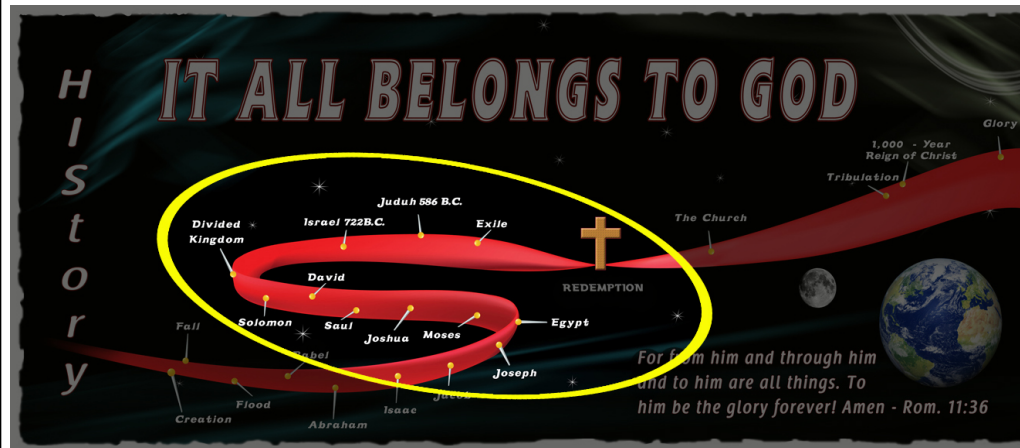 HIStory
IT ALL BELONGS TO GOD
Glory
1,000 - Year
Reign of Christ
Tribulation
The Church
Juduh 586 B.C.
Israel 722B.C.
Exile
Divided
Kingdom
REDEMPTION
David
Solomon
Saul
Joshua
Moses
Egypt
Joseph
Fall
Babel
Jacob
Isaac
Creation
Flood
Abraham
For from him and through him
and to him are all things. To
him be the glory forever! Amen - Rom. 11:36